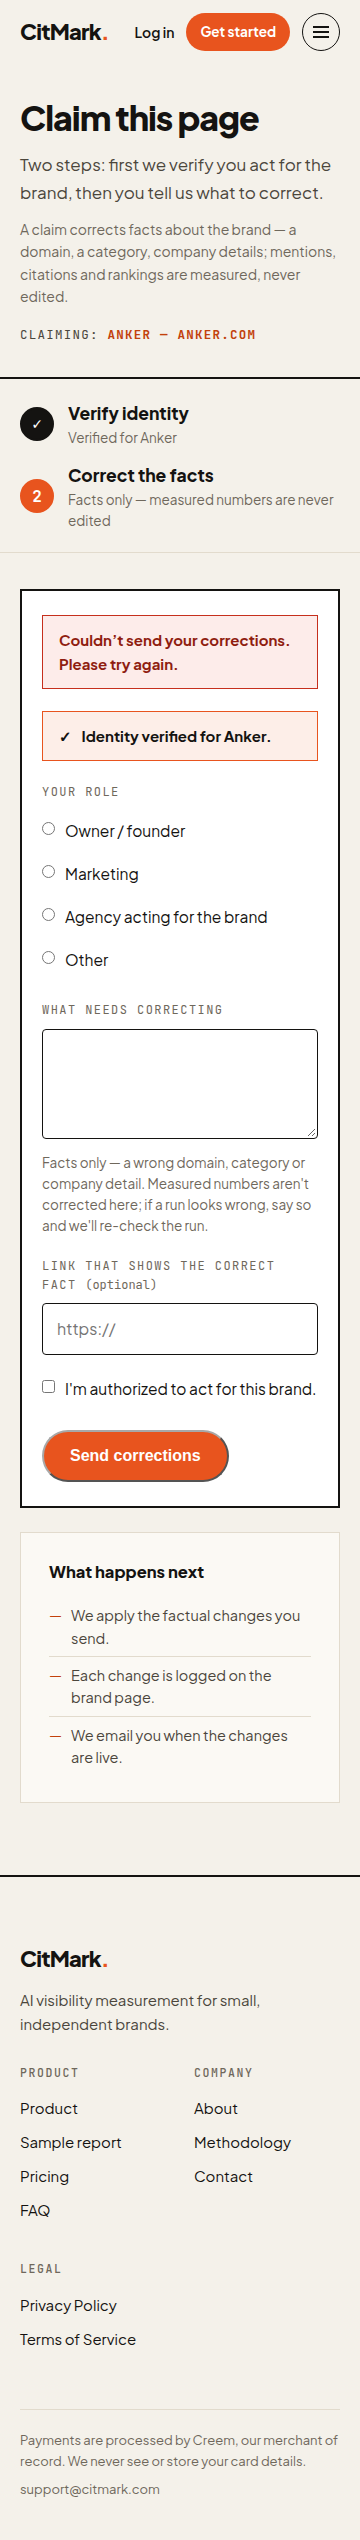 CitMark.
Log in
Get started
Claim this page
Two steps: first we verify you act for the
brand, then you tell us what to correct.
A claim corrects facts about the brand — a
domain, a category, company details; mentions,
citations and rankings are measured, never
edited.
CLAIMING: ANKER — ANKER.COM
✓
Verify identity
Verified for Anker
2
Correct the facts
Facts only — measured numbers are never
edited
Couldn't send your corrections.
Please try again.
✓ Identity verified for Anker.
YOUR ROLE
Owner / founder
Marketing
Agency acting for the brand
Other
WHAT NEEDS CORRECTING
Facts only — a wrong domain, category or
company detail. Measured numbers aren't
corrected here; if a run looks wrong, say so
and we'll re-check the run.
LINK THAT SHOWS THE CORRECT
FACT (optional)
https://
I'm authorized to act for this brand.
Send corrections
What happens next
— We apply the factual changes you
send.
— Each change is logged on the
brand page.
— We email you when the changes
are live.
CitMark.
AI visibility measurement for small,
independent brands.
PRODUCT
Product
Sample report
Pricing
FAQ
COMPANY
About
Methodology
Contact
LEGAL
Privacy Policy
Terms of Service
Payments are processed by Creem, our merchant of
record. We never see or store your card details.
support@citmark.com